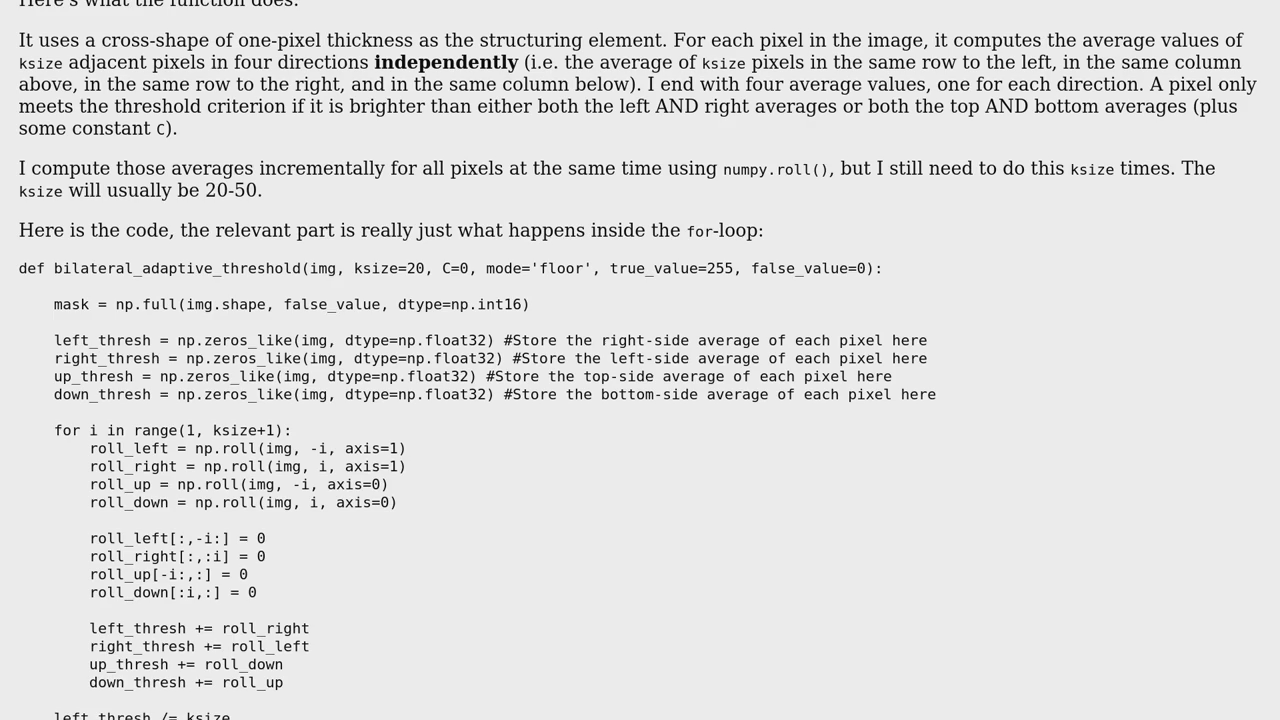 Here's what the function does:
It uses a cross-shape of one-pixel thickness as the structuring element. For each pixel in the image, it computes the average values of
ksize adjacent pixels in four directions independently (i.e. the average of ksize pixels in the same row to the left, in the same column
above, in the same row to the right, and in the same column below). I end with four average values, one for each direction. A pixel only
meets the threshold criterion if it is brighter than either both the left AND right averages or both the top AND bottom averages (plus
some constant C).
I compute those averages incrementally for all pixels at the same time using numpy.roll(), but I still need to do this ksize times. The
ksize will usually be 20-50.
Here is the code, the relevant part is really just what happens inside the for-loop:
def bilateral_adaptive_threshold(img, ksize=20, C=0, mode='floor', true_value=255, false_value=0):
    mask = np.full(img.shape, false_value, dtype=np.int16)
    left_thresh = np.zeros_like(img, dtype=np.float32) #Store the right-side average of each pixel here
    right_thresh = np.zeros_like(img, dtype=np.float32) #Store the left-side average of each pixel here
    up_thresh = np.zeros_like(img, dtype=np.float32) #Store the top-side average of each pixel here
    down_thresh = np.zeros_like(img, dtype=np.float32) #Store the bottom-side average of each pixel here
    for i in range(1, ksize+1):
        roll_left = np.roll(img, -i, axis=1)
        roll_right = np.roll(img, i, axis=1)
        roll_up = np.roll(img, -i, axis=0)
        roll_down = np.roll(img, i, axis=0)
        roll_left[:,-i:] = 0
        roll_right[:,:i] = 0
        roll_up[-i:,:] = 0
        roll_down[:i,:] = 0
        left_thresh += roll_right
        right_thresh += roll_left
        up_thresh += roll_down
        down_thresh += roll_up
    left_thresh /= ksize